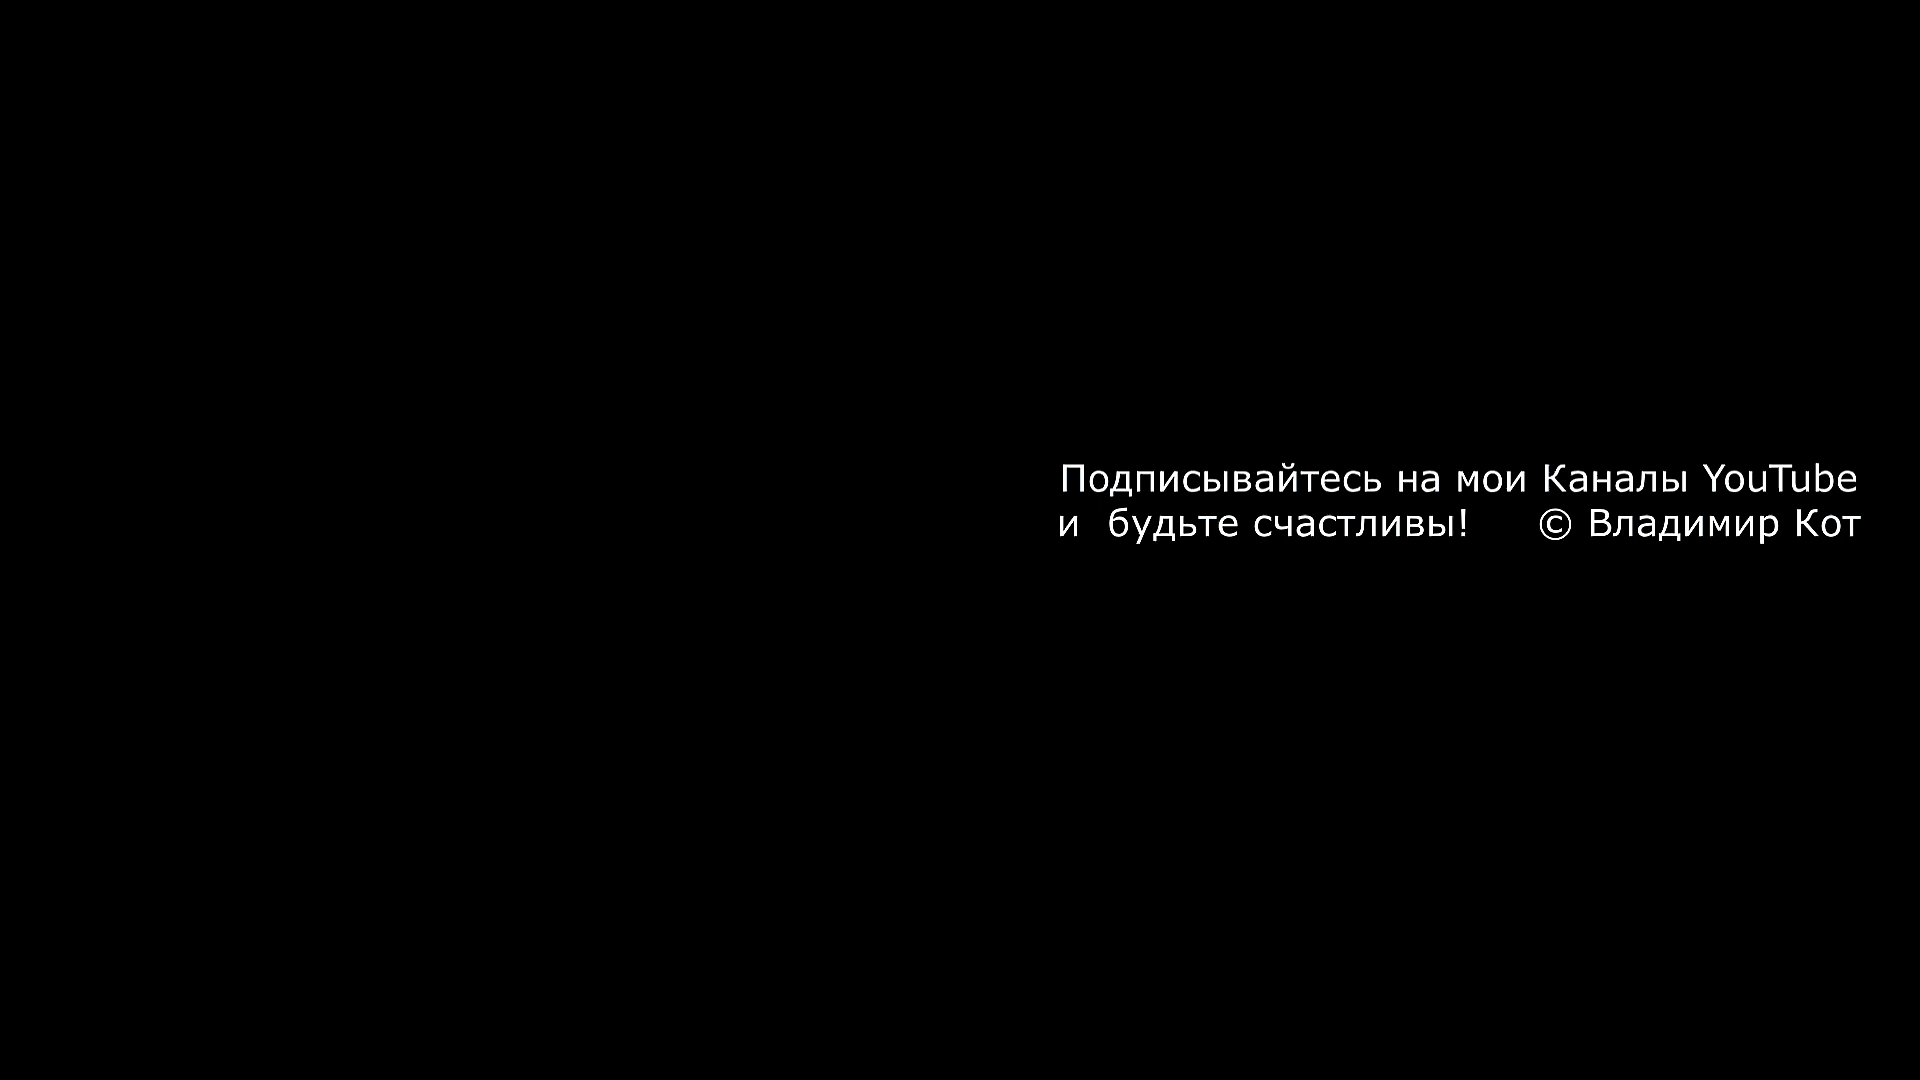 Подписывайтесь на мои Каналы YouTube
и  будьте счастливы!     © Владимир Кот